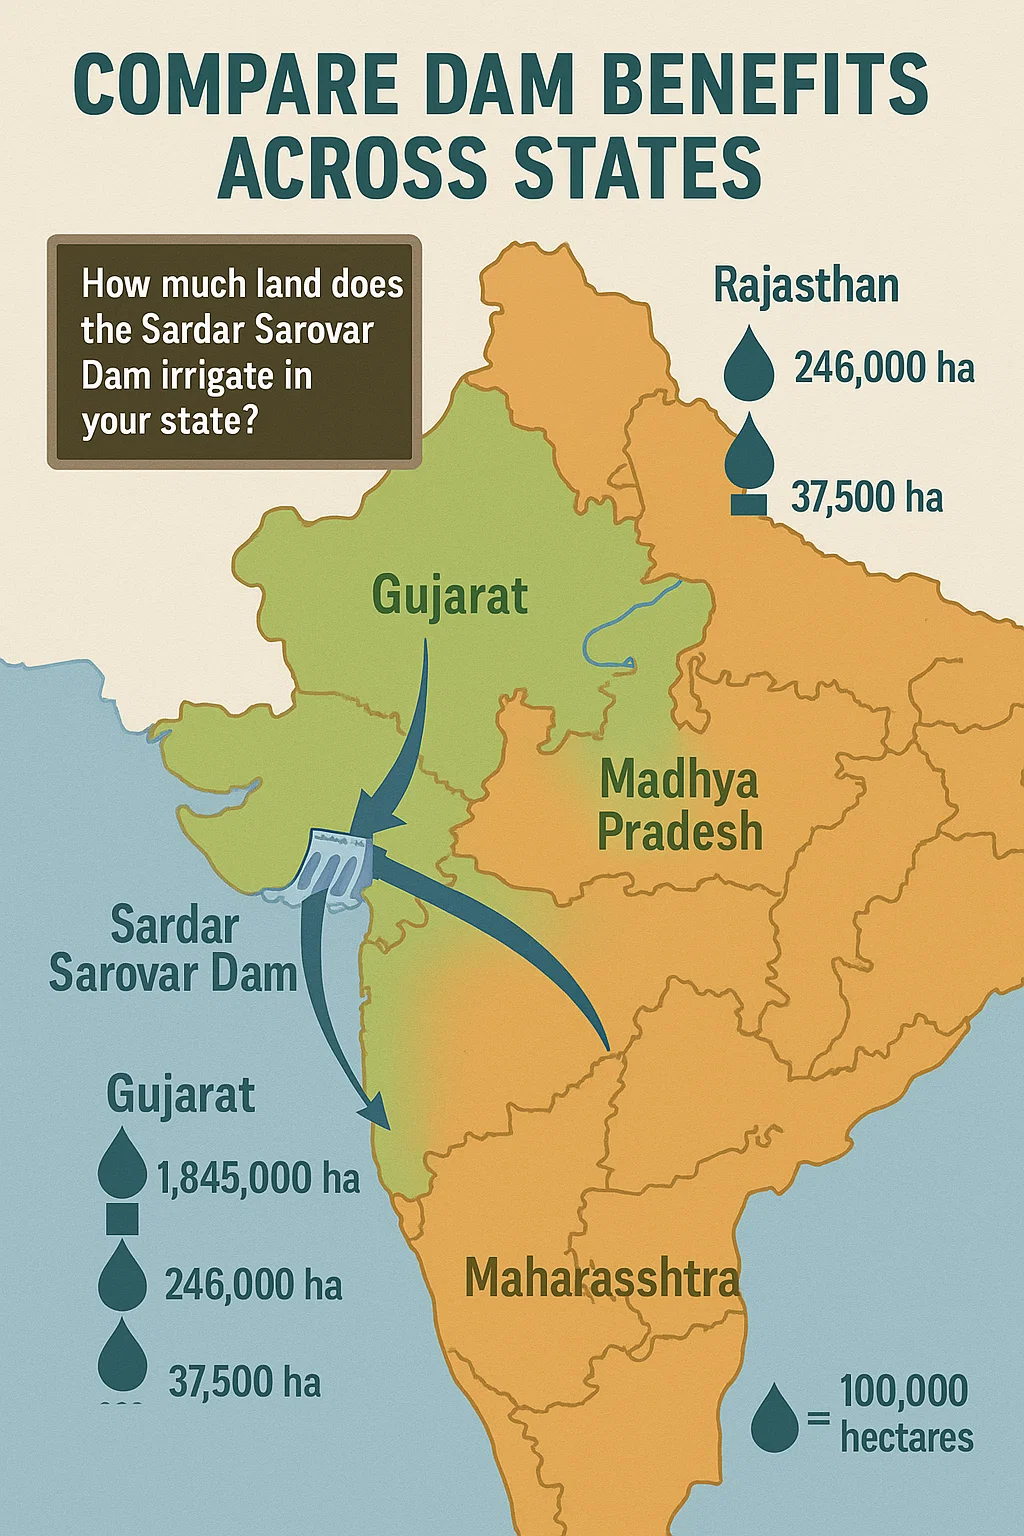 COMPARE DAM BENEFITS
ACROSS STATES
How much land does
the Sardar Sarovar
Dam irrigate in
your state?
Rajasthan
246,000 ha
37,500 ha
Gujarat
Madhya
Pradesh
Sardar
Sarovar Dam
Gujarat
1,845,000 ha
246,000 ha
37,500 ha
Maharasshtra
= 100,000
hectares